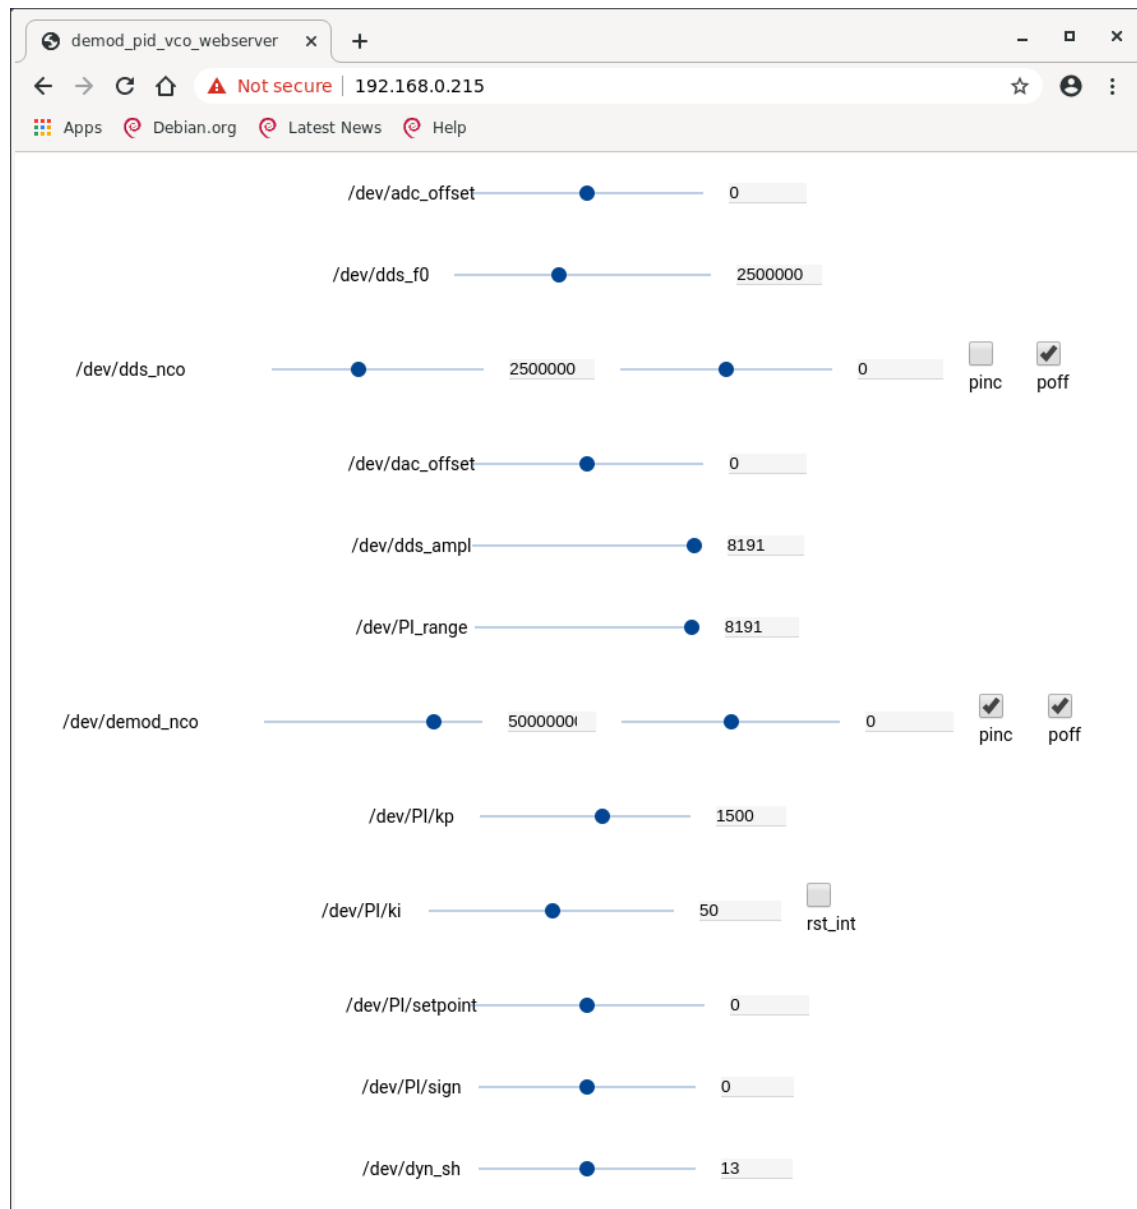 demod_pid_vco_webserver
Not secure 192.168.0.215
Apps Debian.org Latest News Help
/dev/adc_offset 0
/dev/dds_f0 2500000
/dev/dds_nco 2500000 0 pinc poff
/dev/dac_offset 0
/dev/dds_ampl 8191
/dev/PI_range 8191
/dev/demod_nco 5000000 0 pinc poff
/dev/PI/kp 1500
/dev/PI/ki 50 rst_int
/dev/PI/setpoint 0
/dev/PI/sign 0
/dev/dyn_sh 13